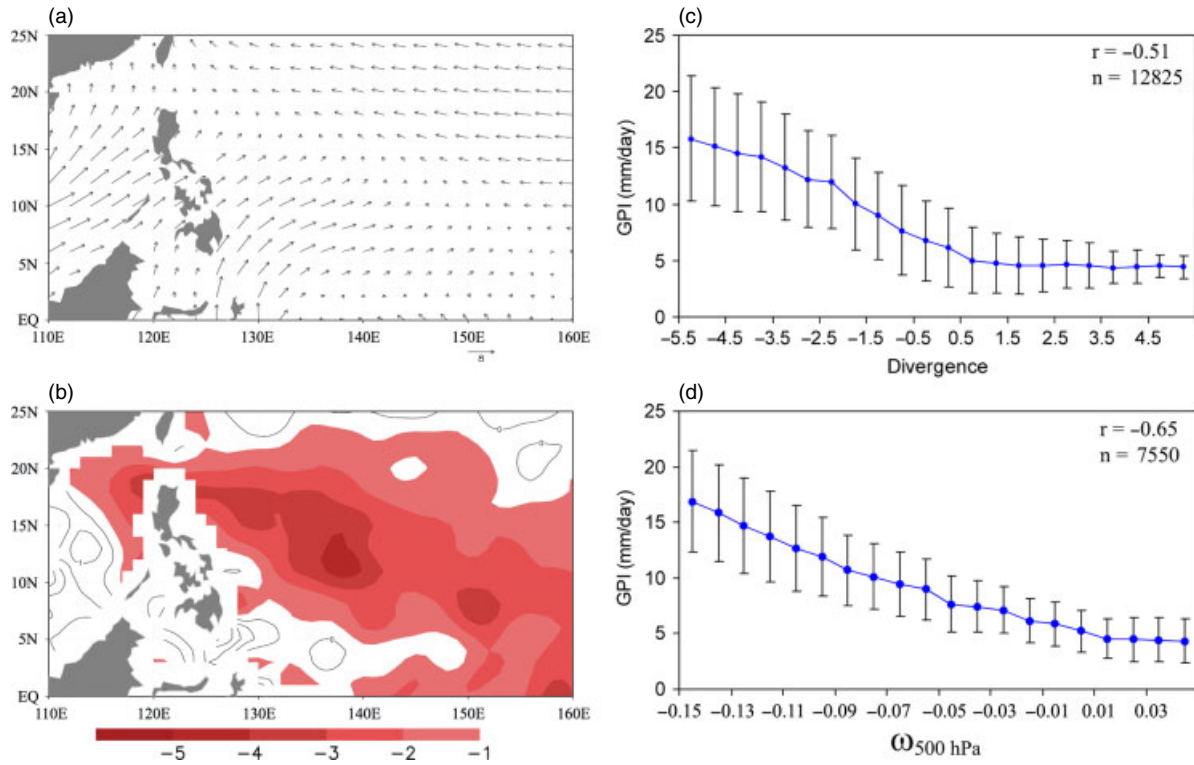 (a)
25N
20N
15N
10N
5N
EQ
110E 120E 130E 140E 150E 160E
8
(b)
25N
20N
15N
10N
5N
EQ
110E 120E 130E 140E 150E 160E
−5 −4 −3 −2 −1
(c)
25
20
15
10
5
0
GPI (mm/day)
r = −0.51
n = 12825
−5.5 −4.5 −3.5 −2.5 −1.5 −0.5 0.5 1.5 2.5 3.5 4.5
Divergence
(d)
25
20
15
10
5
0
GPI (mm/day)
r = −0.65
n = 7550
−0.15 −0.13 −0.11 −0.09 −0.07 −0.05 −0.03 −0.01 0.01 0.03
ω500 hPa